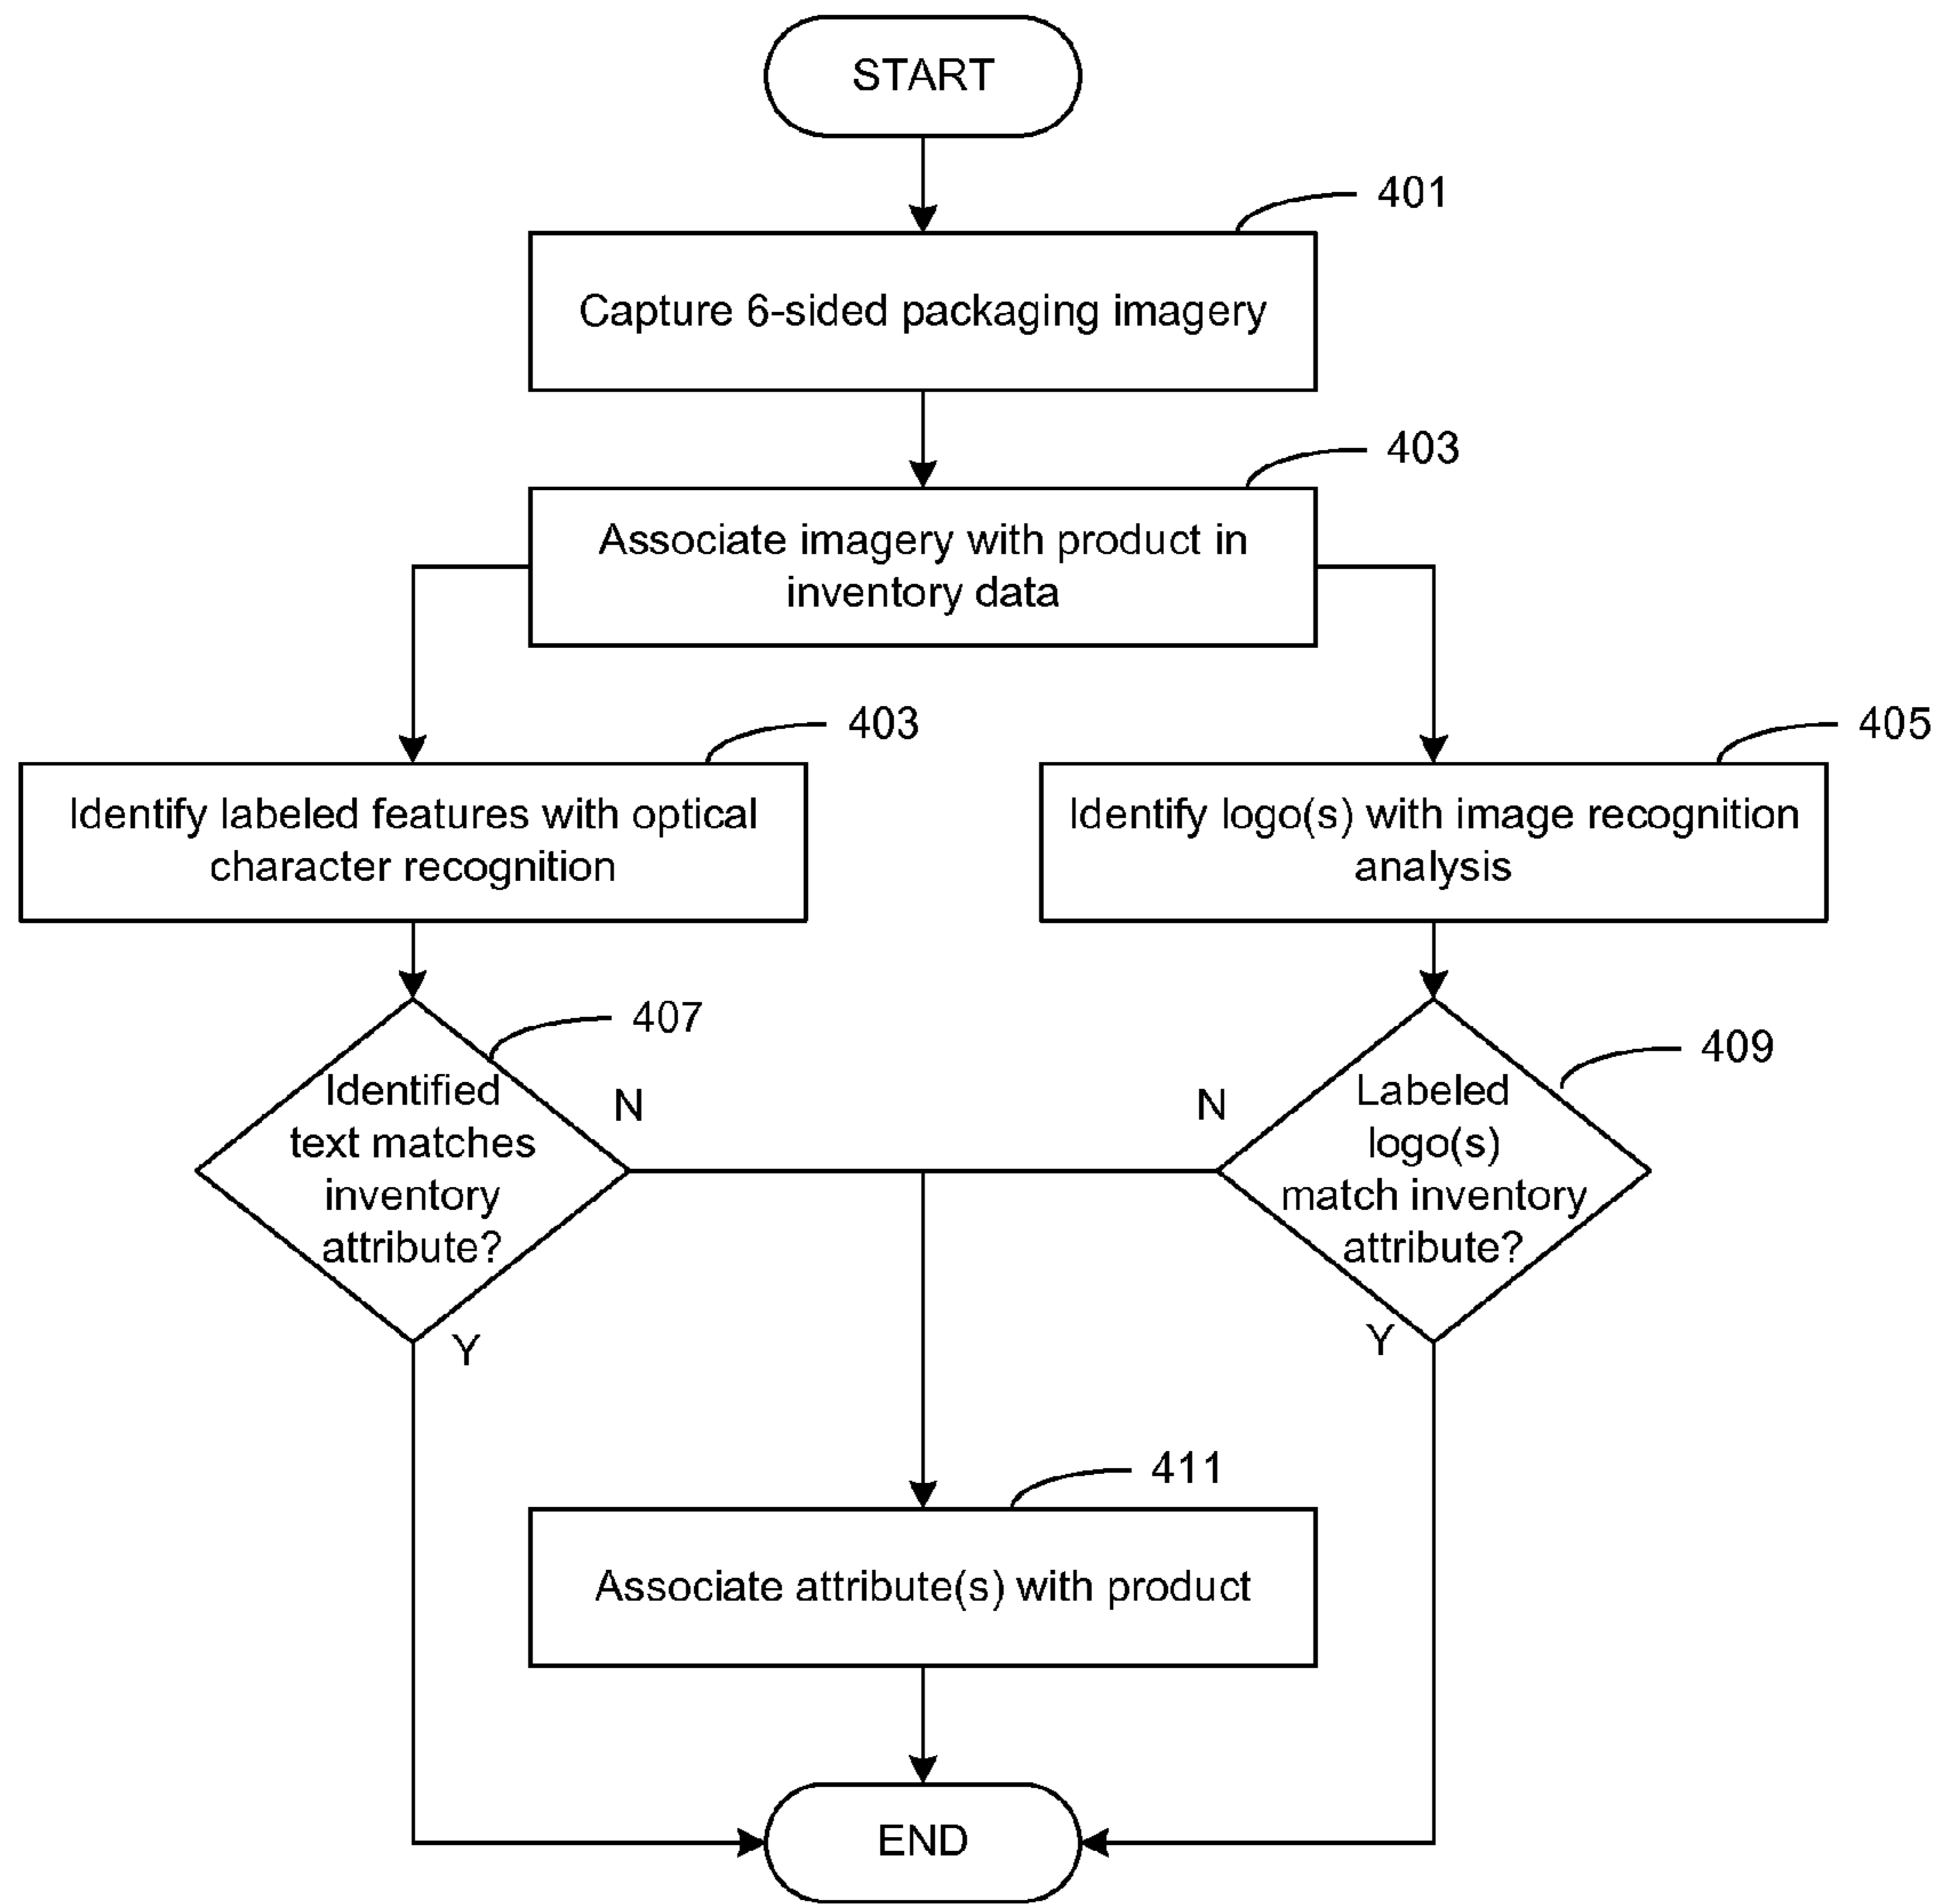 START
401
Capture 6-sided packaging imagery
403
Associate imagery with product in
inventory data
403
Identify labeled features with optical
character recognition
405
Identify logo(s) with image recognition
analysis
407
Identified
text matches
inventory
attribute?
N
Y
409
Labeled
logo(s)
match inventory
attribute?
N
Y
411
Associate attribute(s) with product
END